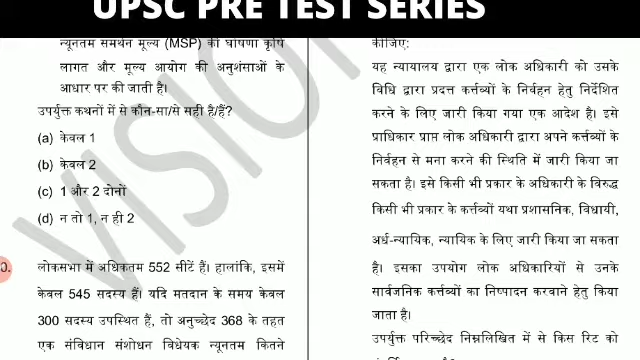 UPSC PRE TEST SERIES
न्यूनतम समर्थन मूल्य (MSP) की घोषणा कृषि
लागत और मूल्य आयोग की अनुशंसाओं के
आधार पर की जाती है।
उपर्युक्त कथनों में से कौन-सा/से सही है/हैं?
(a) केवल 1
(b) केवल 2
(c) 1 और 2 दोनों
(d) न तो 1, न ही 2
0.
लोकसभा में अधिकतम 552 सीटें हैं। हालांकि, इसमें
केवल 545 सदस्य हैं। यदि मतदान के समय केवल
300 सदस्य उपस्थित हैं, तो अनुच्छेद 368 के तहत
एक संविधान संशोधन विधेयक न्यूनतम कितने
कीजिए:
यह न्यायालय द्वारा एक लोक अधिकारी को उसके
विधि द्वारा प्रदत्त कर्त्तव्यों के निर्वहन हेतु निर्देशित
करने के लिए जारी किया गया एक आदेश है। इसे
प्राधिकार प्राप्त लोक अधिकारी द्वारा अपने कर्त्तव्यों के
निर्वहन से मना करने की स्थिति में जारी किया जा
सकता है। इसे किसी भी प्रकार के अधिकारी के विरुद्ध
किसी भी प्रकार के कर्त्तव्यों यथा प्रशासनिक, विधायी,
अर्ध-न्यायिक, न्यायिक के लिए जारी किया जा सकता
है। इसका उपयोग लोक अधिकारियों से उनके
सार्वजनिक कर्त्तव्यों का निष्पादन करवाने हेतु किया
जाता है।
उपर्युक्त परिच्छेद निम्नलिखित में से किस रिट को
VISION